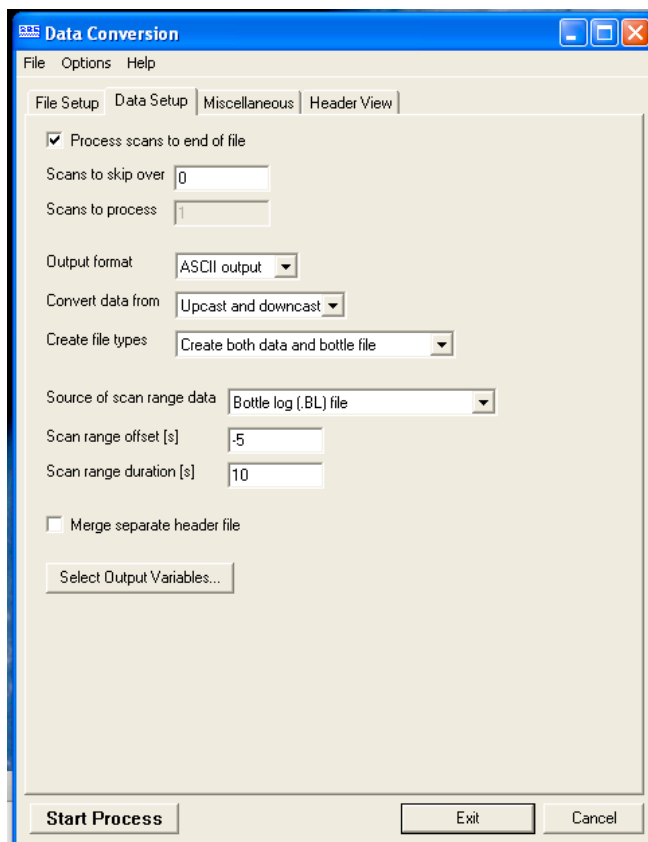 SBE Data Conversion
File Options Help
File Setup Data Setup Miscellaneous Header View
Process scans to end of file
Scans to skip over 0
Scans to process 1
Output format ASCII output
Convert data from Upcast and downcast
Create file types Create both data and bottle file
Source of scan range data Bottle log (.BL) file
Scan range offset [s] -5
Scan range duration [s] 10
Merge separate header file
Select Output Variables...
Start Process Exit Cancel